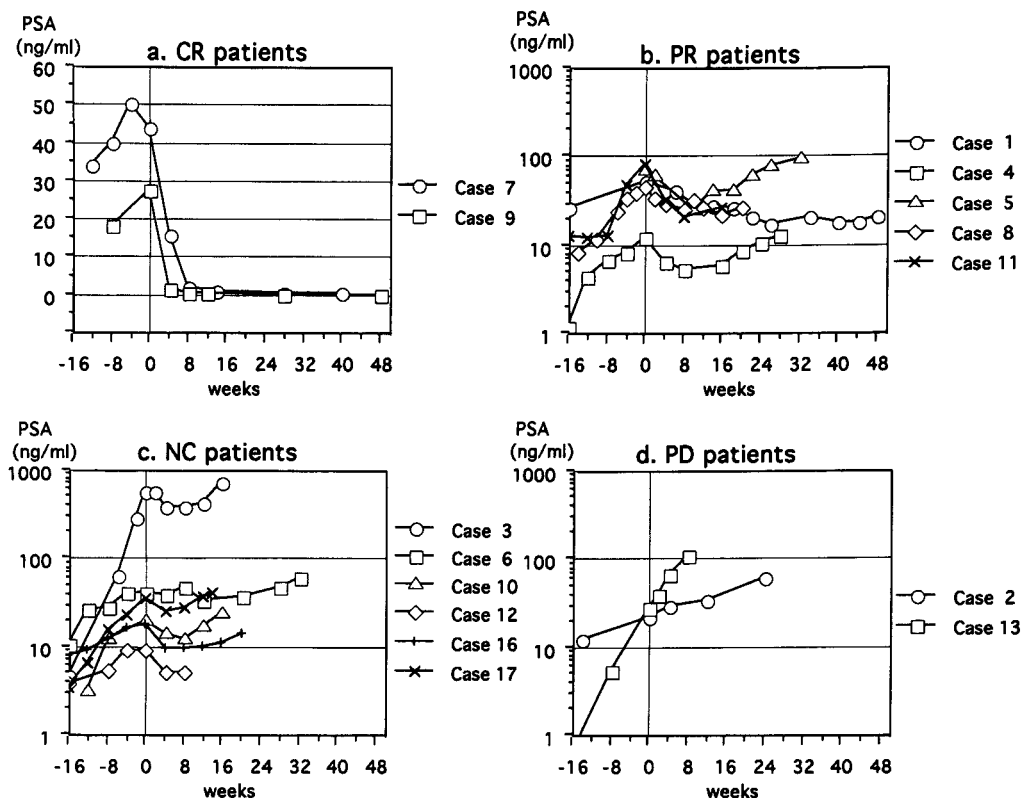 PSA
(ng/ml)
a. CR patients
60
50
40
30
20
10
0
-16 -8 0 8 16 24 32 40 48
weeks
Case 7
Case 9
PSA
(ng/ml)
b. PR patients
1000
100
10
1
-16 -8 0 8 16 24 32 40 48
weeks
Case 1
Case 4
Case 5
Case 8
Case 11
PSA
(ng/ml)
c. NC patients
1000
100
10
1
-16 -8 0 8 16 24 32 40 48
weeks
Case 3
Case 6
Case 10
Case 12
Case 16
Case 17
PSA
(ng/ml)
d. PD patients
1000
100
10
1
-16 -8 0 8 16 24 32 40 48
weeks
Case 2
Case 13